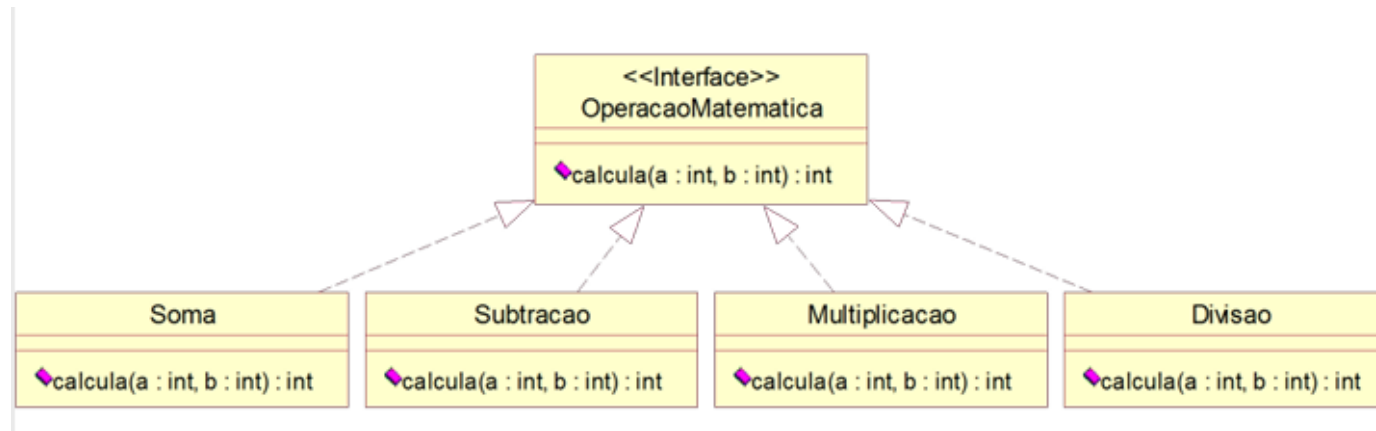 <<Interface>>
OperacaoMatematica
calcula(a : int, b : int) : int
Soma
calcula(a : int, b : int) : int
Subtracao
calcula(a : int, b : int) : int
Multiplicacao
calcula(a : int, b : int) : int
Divisao
calcula(a : int, b : int) : int